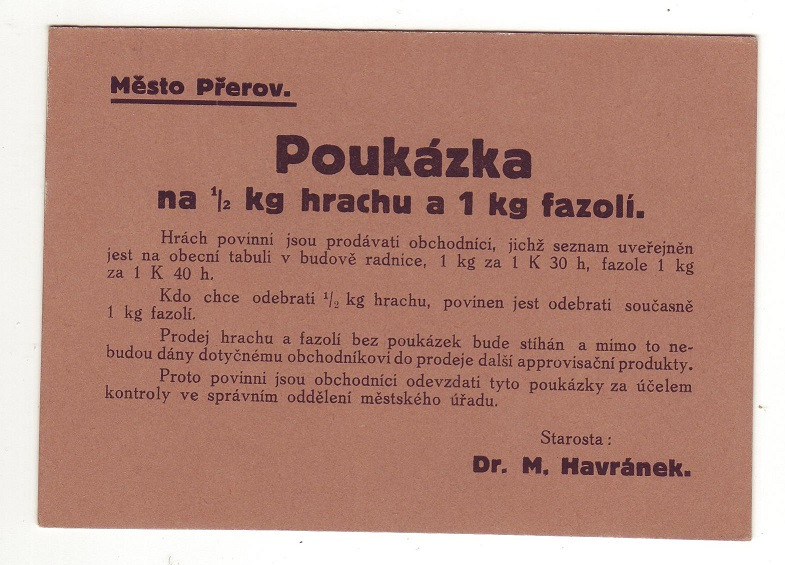 Město Přerov.
Poukázka
na ½ kg hrachu a 1 kg fazolí.
Hrách povinni jsou prodávati obchodníci, jichž seznam uveřejněn
jest na obecní tabuli v budově radnice, 1 kg za 1 K 30 h, fazole 1 kg
za 1 K 40 h.
Kdo chce odebrati ½ kg hrachu, povinen jest odebrati současně
1 kg fazolí.
Prodej hrachu a fazolí bez poukázek bude stíhán a mimo to ne-
budou dány dotyčnému obchodníkovi do prodeje další approvisační produkty.
Proto povinni jsou obchodníci odevzdati tyto poukázky za účelem
kontroly ve správním oddělení městského úřadu.
Starosta :
Dr. M. Havránek.